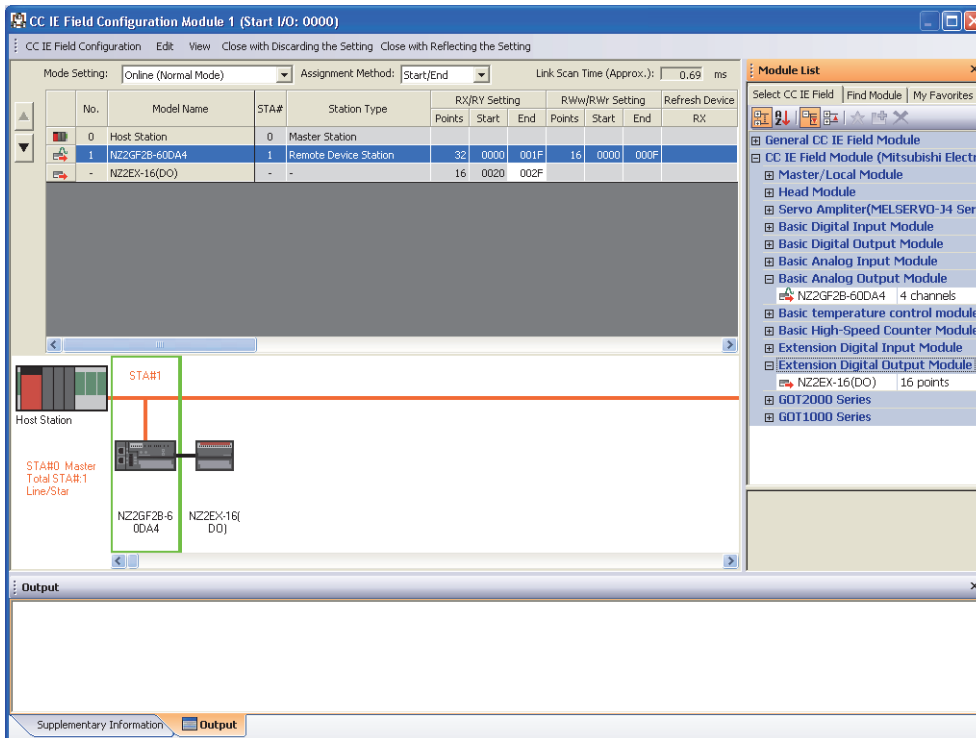 CC IE Field Configuration Module 1 (Start I/O: 0000)
CC IE Field Configuration Edit View Close with Discarding the Setting Close with Reflecting the Setting
Mode Setting: Online (Normal Mode) Assignment Method: Start/End Link Scan Time (Approx.): 0.69 ms
No. Model Name STA# Station Type RX/RY Setting RWw/RWr Setting Refresh Device
Points Start End Points Start End RX
0 Host Station 0 Master Station
1 NZ2GF2B-60DA4 1 Remote Device Station 32 0000 001F 16 0000 000F
- NZ2EX-16(DO) - - 16 0020 002F
STA#1
Host Station
STA#0 Master
Total STA#:1
Line/Star
NZ2GF2B-6
0DA4
NZ2EX-16(
DO)
Module List
Select CC IE Field Find Module My Favorites
General CC IE Field Module
CC IE Field Module (Mitsubishi Electr
Master/Local Module
Head Module
Servo Ampliter(MELSERVO-J4 Ser
Basic Digital Input Module
Basic Digital Output Module
Basic Analog Input Module
Basic Analog Output Module
NZ2GF2B-60DA4 4 channels
Basic temperature control module
Basic High-Speed Counter Module
Extension Digital Input Module
Extension Digital Output Module
NZ2EX-16(DO) 16 points
GOT2000 Series
GOT1000 Series
Output
Supplementary Information Output